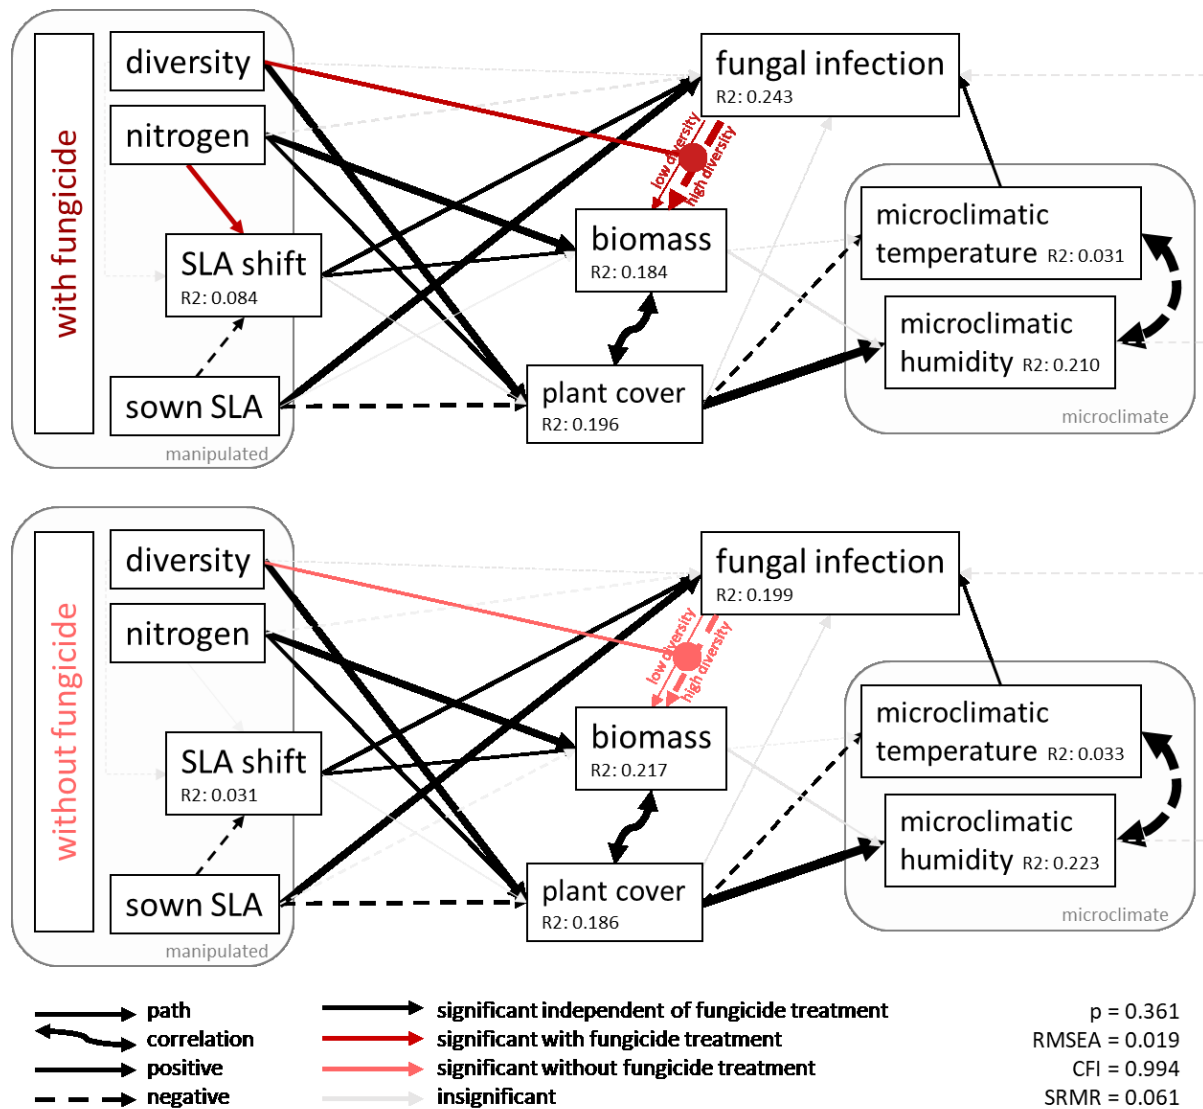 with fungicide
diversity
nitrogen
SLA shift
R2: 0.084
sown SLA
manipulated
fungal infection
R2: 0.243
low diversity
high diversity
biomass
R2: 0.184
plant cover
R2: 0.196
microclimatic
temperature R2: 0.031
microclimatic
humidity R2: 0.210
microclimate
without fungicide
diversity
nitrogen
SLA shift
R2: 0.031
sown SLA
manipulated
fungal infection
R2: 0.199
low diversity
high diversity
biomass
R2: 0.217
plant cover
R2: 0.186
microclimatic
temperature R2: 0.033
microclimatic
humidity R2: 0.223
microclimate
path
correlation
positive
negative
significant independent of fungicide treatment
significant with fungicide treatment
significant without fungicide treatment
insignificant
p = 0.361
RMSEA = 0.019
CFI = 0.994
SRMR = 0.061